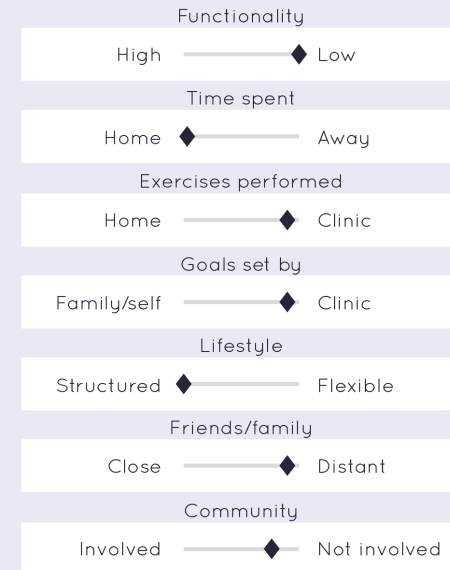 Functionality
High Low
Time spent
Home Away
Exercises performed
Home Clinic
Goals set by
Family/self Clinic
Lifestyle
Structured Flexible
Friends/family
Close Distant
Community
Involved Not involved